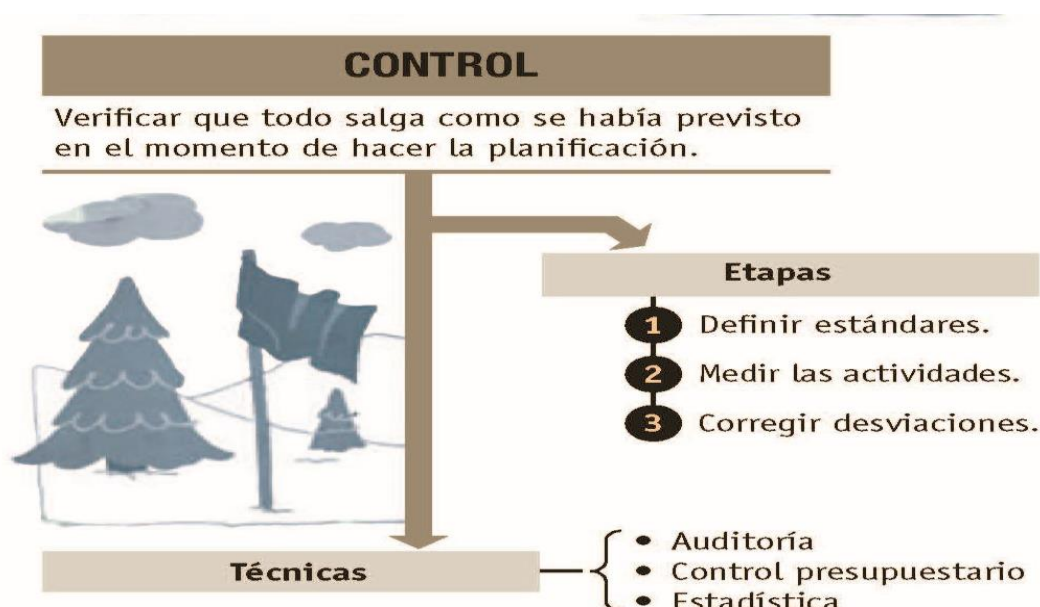 CONTROL
Verificar que todo salga como se había previsto
en el momento de hacer la planificación.
Etapas
1 Definir estándares.
2 Medir las actividades.
3 Corregir desviaciones.
Técnicas
• Auditoría
• Control presupuestario
• Estadística